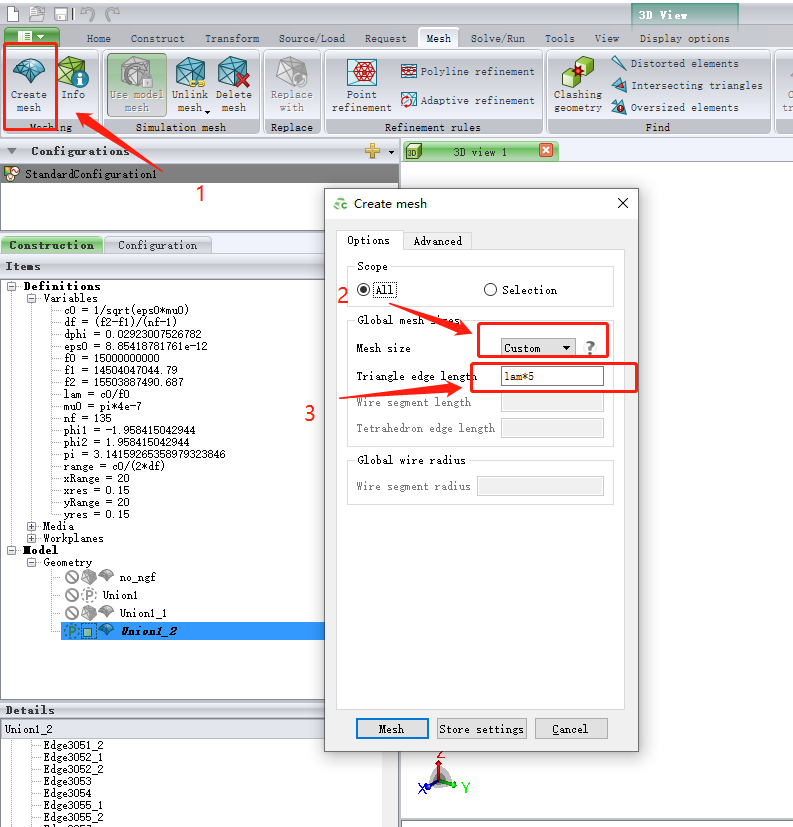 3D View
Home Construct Transform Source/Load Request Mesh Solve/Run Tools View Display options
Create mesh
Info
Use model mesh
Unlink mesh
Delete mesh
Replace with
Point refinement
Polyline refinement
Adaptive refinement
Clashing geometry
Distorted elements
Intersecting triangles
Oversized elements
Meshing
Simulation mesh
Replace
Refinement rules
Find
Configurations
3D
3D view 1
StandardConfiguration1
1
Construction Configuration
Items
Definitions
Variables
c0 = 1/sqrt(eps0*mu0)
df = (f2-f1)/(nf-1)
dphi = 0.02923007526782
eps0 = 8.85418781761e-12
f0 = 15000000000
f1 = 14504047044.79
f2 = 15503887490.687
lam = c0/f0
mu0 = pi*4e-7
nf = 135
phi1 = -1.958415042944
phi2 = 1.958415042944
pi = 3.14159265358979323846
range = c0/(2*df)
xRange = 20
xres = 0.15
yRange = 20
yres = 0.15
Media
Workplanes
Model
Geometry
no_ngf
P Union1
Union1_1
P Union1_2
Details
Union1_2
Edge3051_2
Edge3052_1
Edge3052_2
Edge3053
Edge3054
Edge3055_1
Edge3055_2
Create mesh
Options Advanced
Scope
2
All Selection
Global mesh sizes
Mesh size Custom ?
Triangle edge length lam*5
3
Wire segment length
Tetrahedron edge length
Global wire radius
Wire segment radius
Mesh Store settings Cancel
Z
X Y